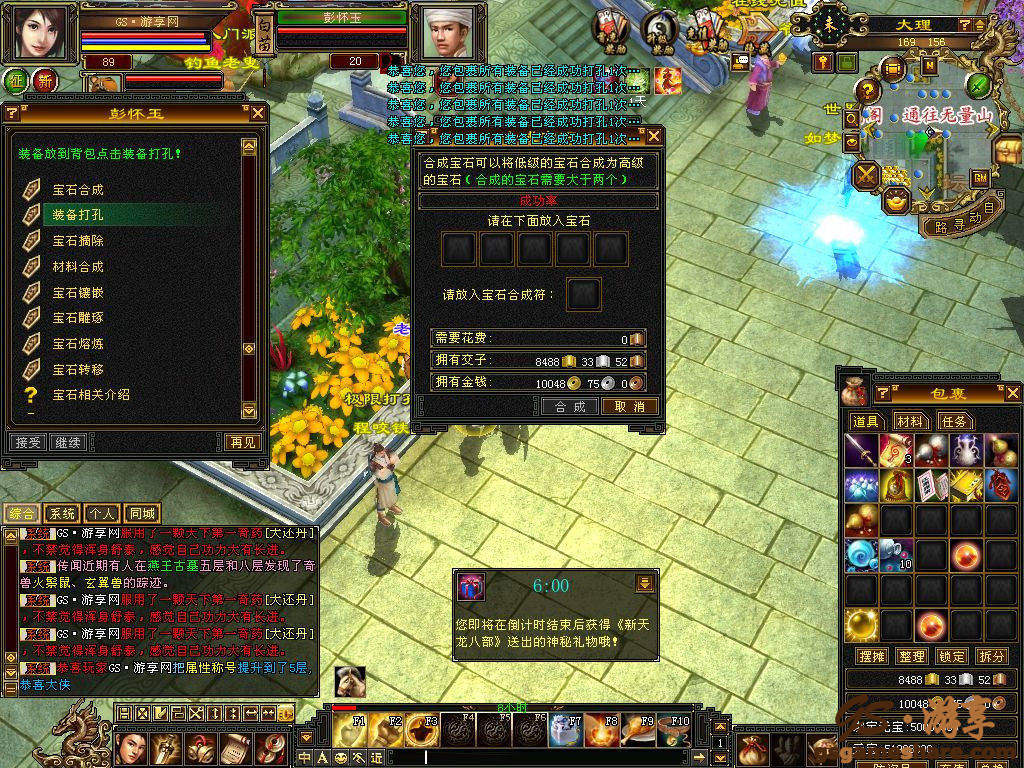 GS·游享网
89
彭怀玉
20
钓鱼老叟
征
新
彭怀玉
装备放到背包点击装备打孔！
宝石合成
装备打孔
宝石摘除
材料合成
宝石镶嵌
宝石雕琢
宝石熔炼
宝石转移
宝石相关介绍
接受
继续
再见
恭喜您，您包裹所有装备已经成功打孔1次…
恭喜您，您包裹所有装备已经成功打孔1次…
恭喜您，您包裹所有装备已经成功打孔1次…
恭喜您，您包裹所有装备已经成功打孔1次…
恭喜您，您包裹所有装备已经成功打孔1次…
合成宝石可以将低级的宝石合成为高级
的宝石（合成的宝石需要大于两个）
成功率
请在下面放入宝石
请放入宝石合成符：
需要花费：
0
拥有交子：
8488 33 52
拥有金钱：
10048 75 0
合成
取消
大理
169 156
N
阁 通往无量山
GM
自动寻路
如梦
包裹
道具
材料
任务
3
10
摆摊
整理
锁定
拆分
8488 33 52
综合
系统
个人
同城
GS·游享网服用了一颗天下第一奇药[大还丹]
，不禁觉得浑身舒泰，感觉自己功力大有长进。
传闻近期有人在燕王古墓五层和八层发现了奇
兽火鬃鼠、玄翼兽的踪迹。
GS·游享网服用了一颗天下第一奇药[大还丹]
，不禁觉得浑身舒泰，感觉自己功力大有长进。
GS·游享网服用了一颗天下第一奇药[大还丹]
，不禁觉得浑身舒泰，感觉自己功力大有长进。
恭喜玩家GS·游享网把属性称号提升到了5层，
恭喜大侠
6:00
您即将在倒计时结束后获得《新天
龙八部》送出的神秘礼物哦！
8小时
F1 F2 F3 F4 F5 F6 F7 F8 F9 F10
1
中 A 近